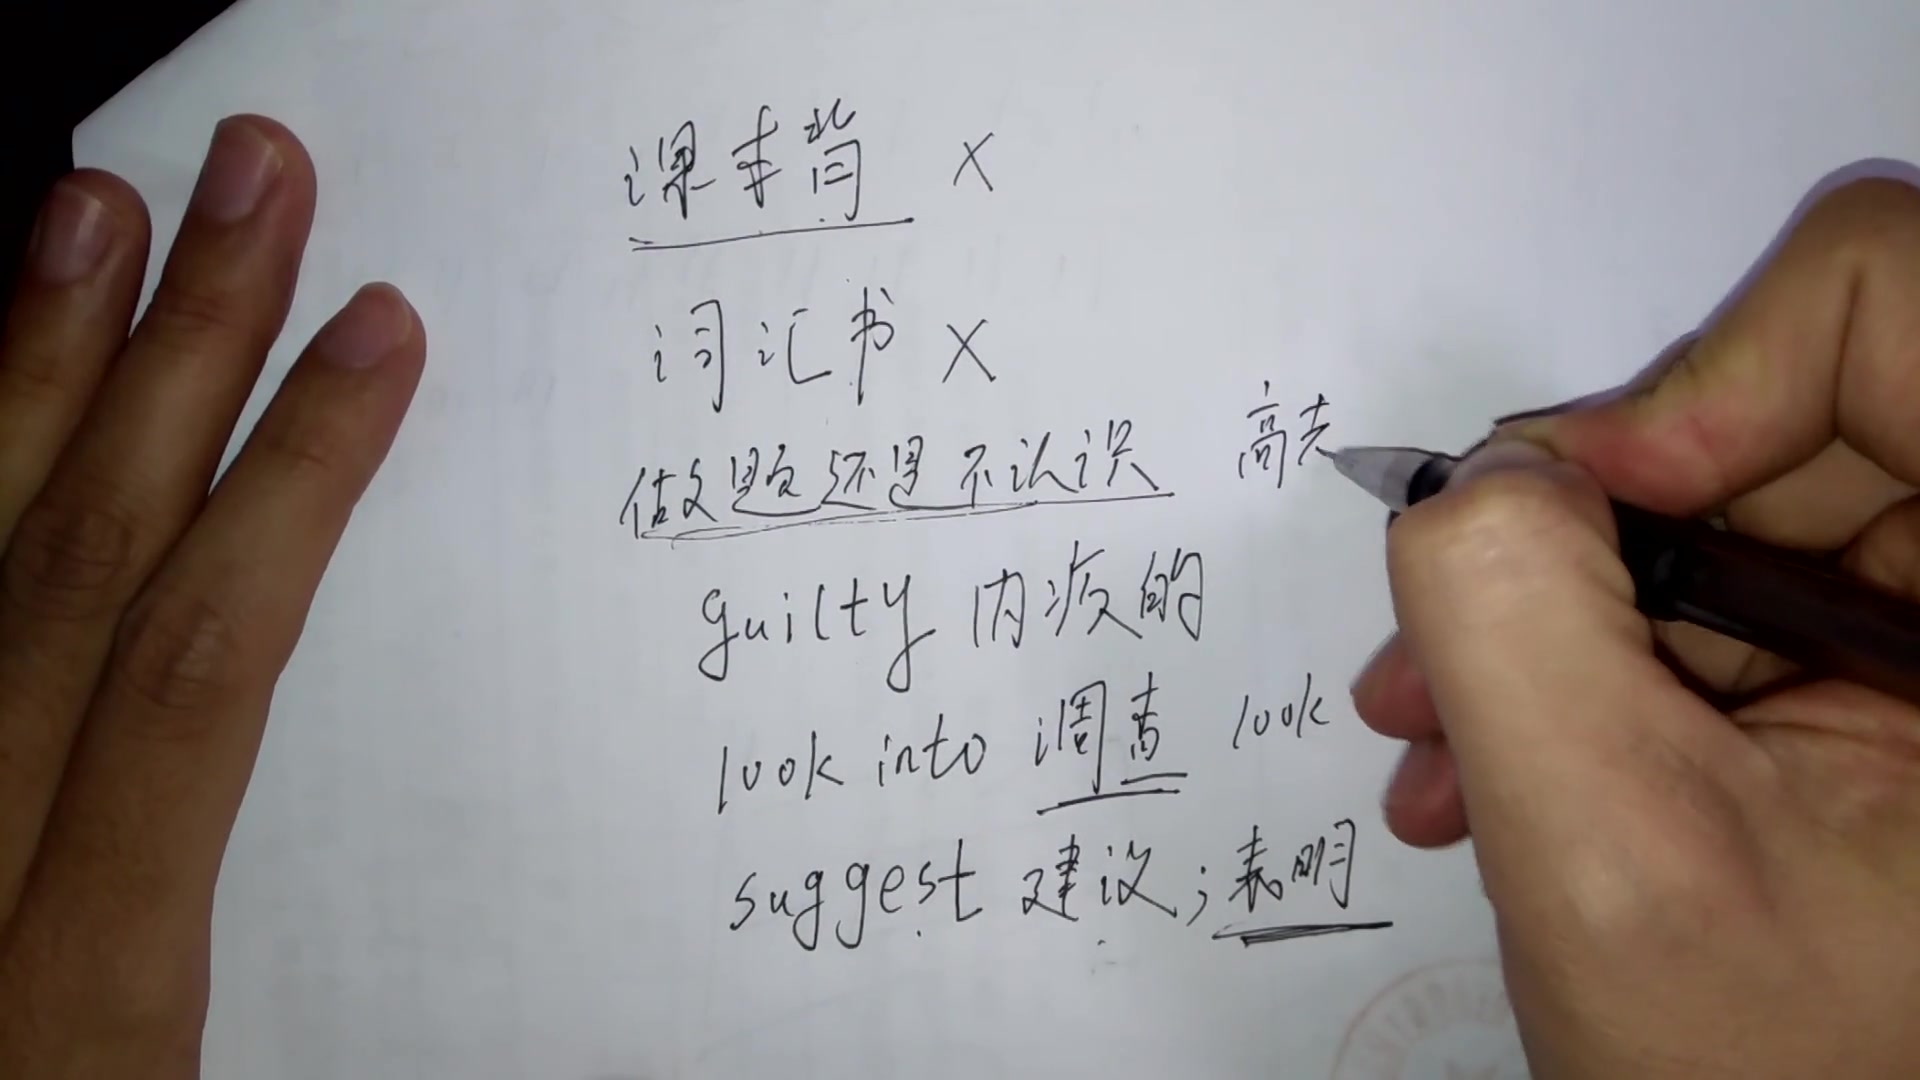 课本背 ×
词汇书 ×
做题还是不认识 高考
guilty 内疚的
look into 调查 look
suggest 建议；表明